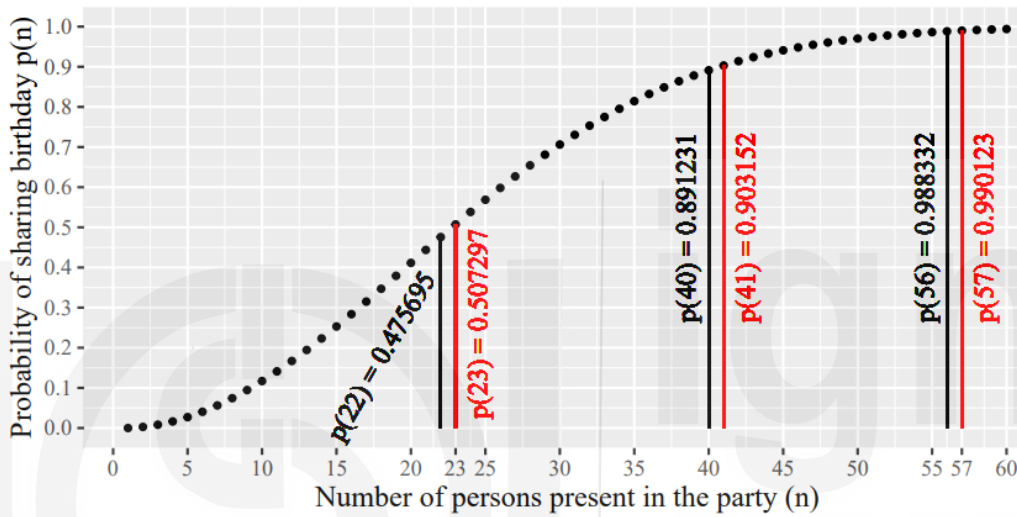 Probability of sharing birthday p(n)
1.0
0.9
0.8
0.7
0.6
0.5
0.4
0.3
0.2
0.1
0.0
p(22) = 0.475695
p(23) = 0.507297
p(40) = 0.891231
p(41) = 0.903152
p(56) = 0.988332
p(57) = 0.990123
0 5 10 15 20 23 25 30 35 40 45 50 55 57 60
Number of persons present in the party (n)